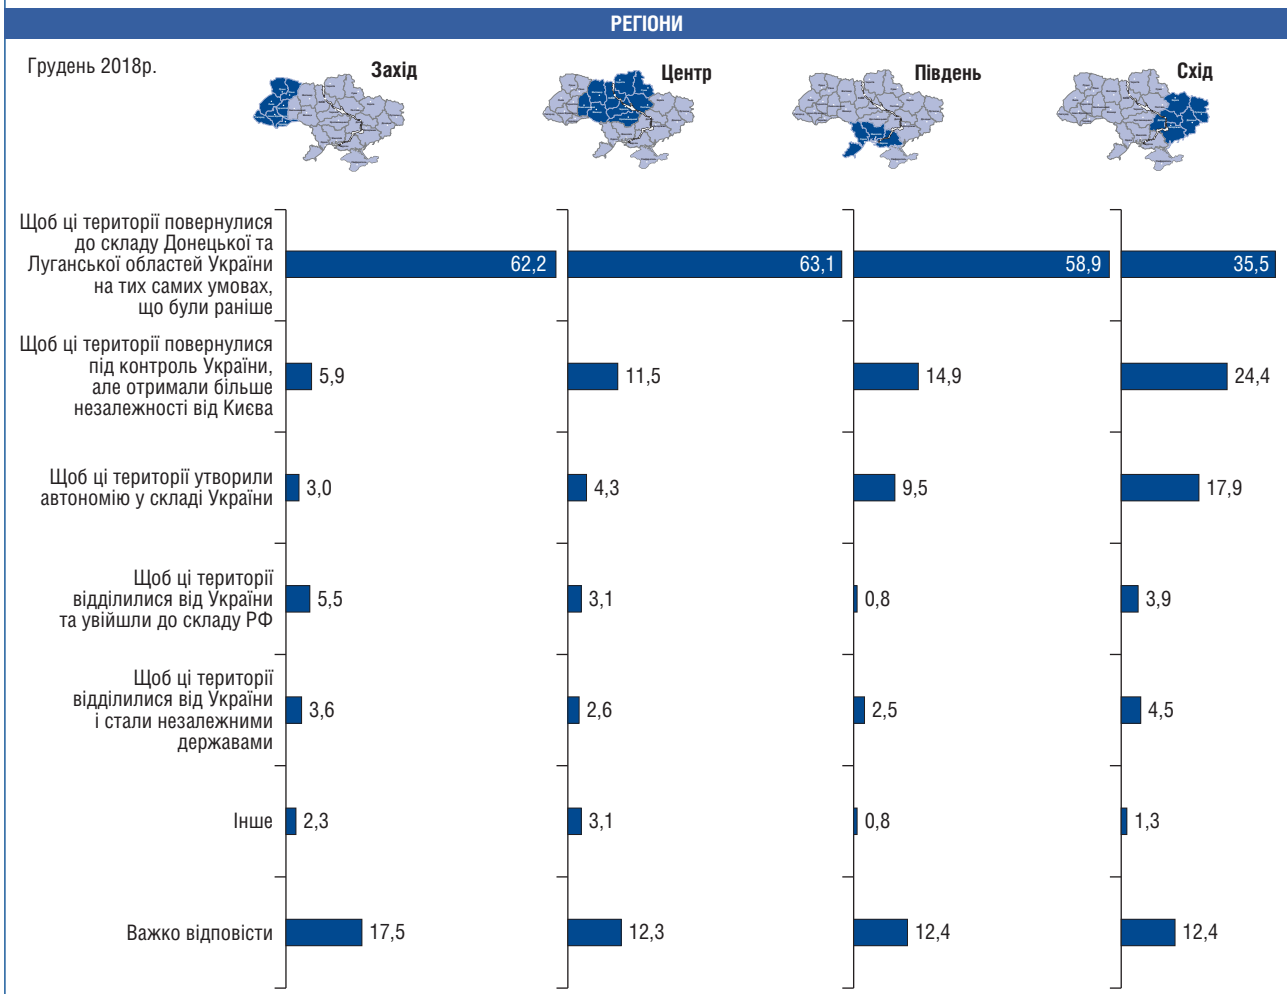 РЕГІОНИ
Грудень 2018р.
Захід
Центр
Південь
Схід
Щоб ці території повернулися
до складу Донецької та
Луганської областей України
на тих самих умовах,
що були раніше
62,2
63,1
58,9
35,5
Щоб ці території повернулися
під контроль України,
але отримали більше
незалежності від Києва
5,9
11,5
14,9
24,4
Щоб ці території утворили
автономію у складі України
3,0
4,3
9,5
17,9
Щоб ці території
відділилися від України
та увійшли до складу РФ
5,5
3,1
0,8
3,9
Щоб ці території
відділилися від України
і стали незалежними
державами
3,6
2,6
2,5
4,5
Інше
2,3
3,1
0,8
1,3
Важко відповісти
17,5
12,3
12,4
12,4